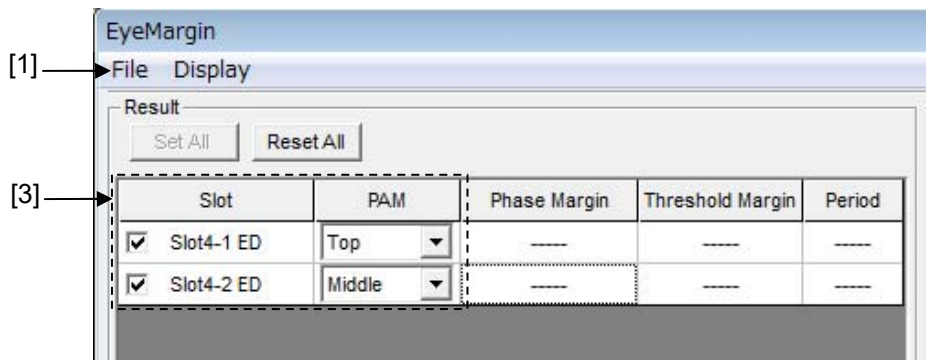 EyeMargin
[1] File Display
Result
Set All Reset All
[3] Slot PAM Phase Margin Threshold Margin Period
Slot4-1 ED Top ----- ----- -----
Slot4-2 ED Middle ----- ----- -----